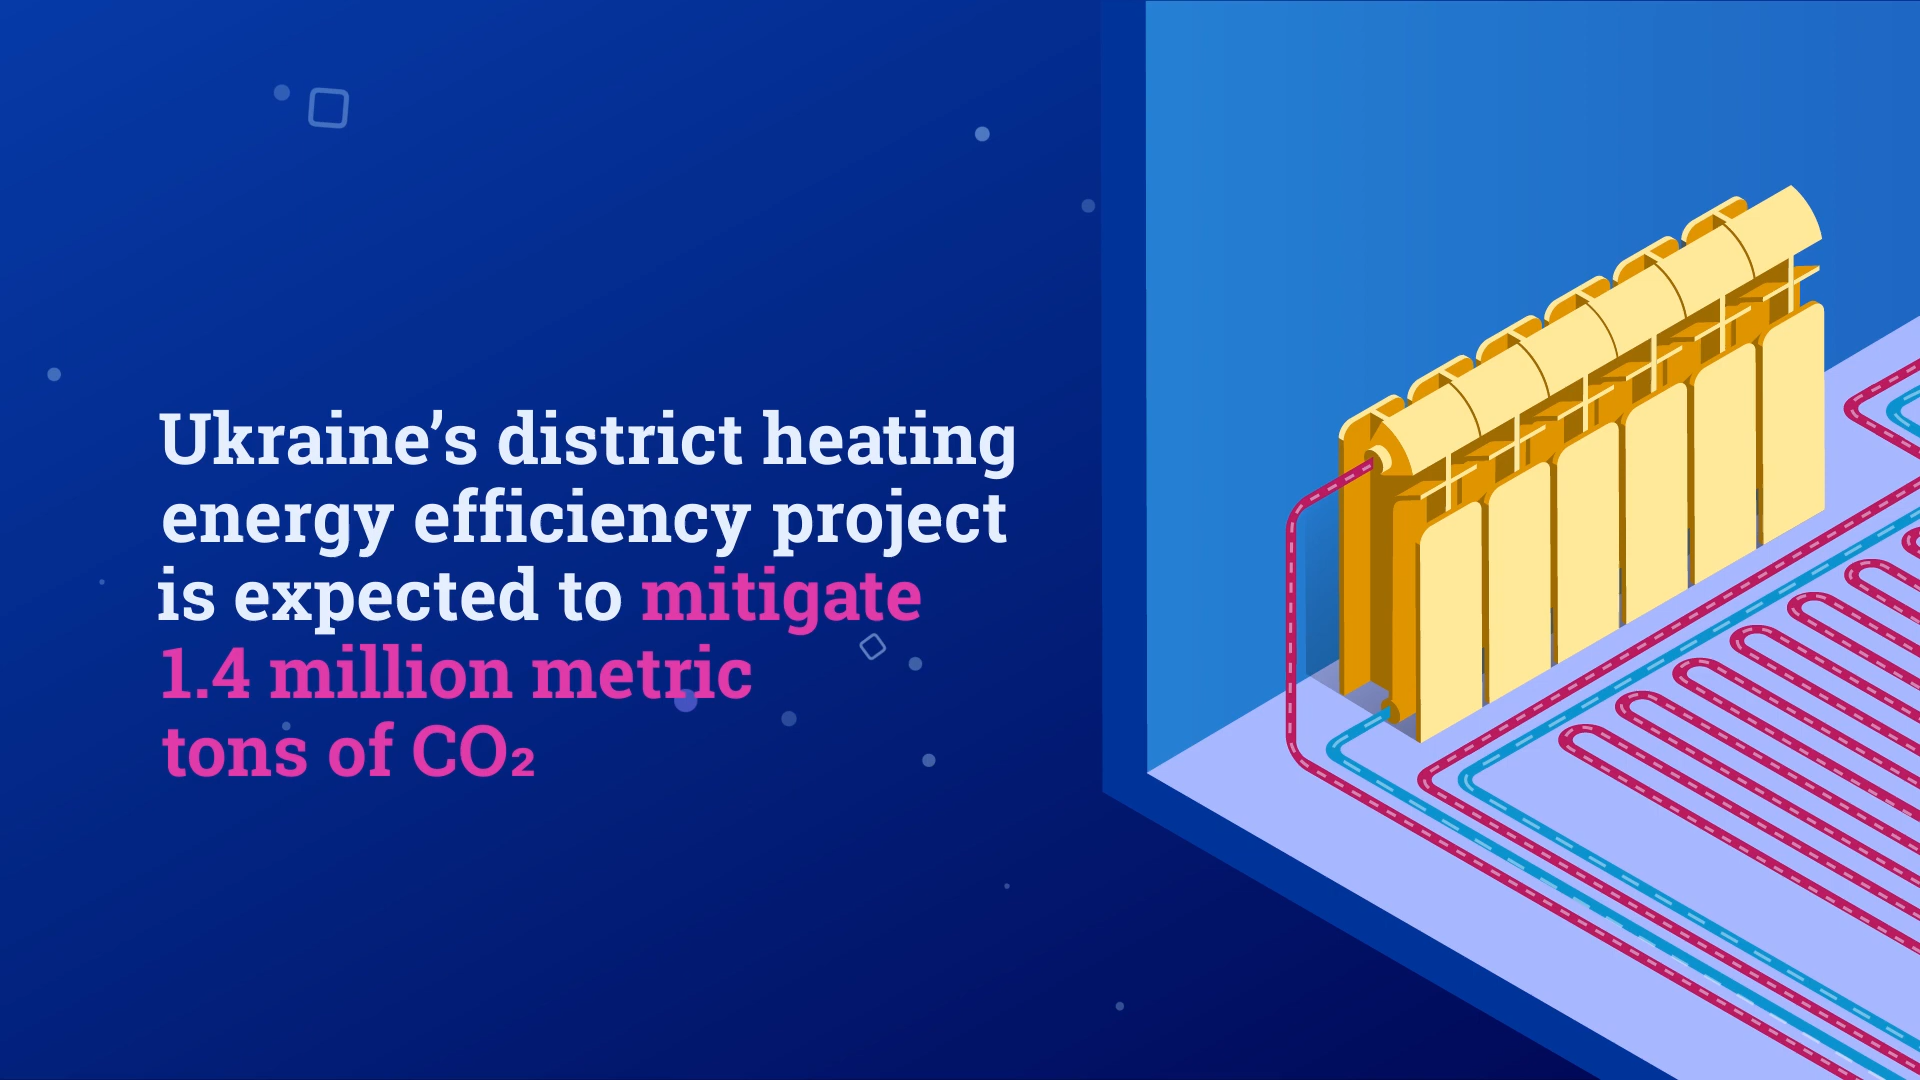 Ukraine’s district heating
energy efficiency project
is expected to mitigate
1.4 million metric
tons of CO₂